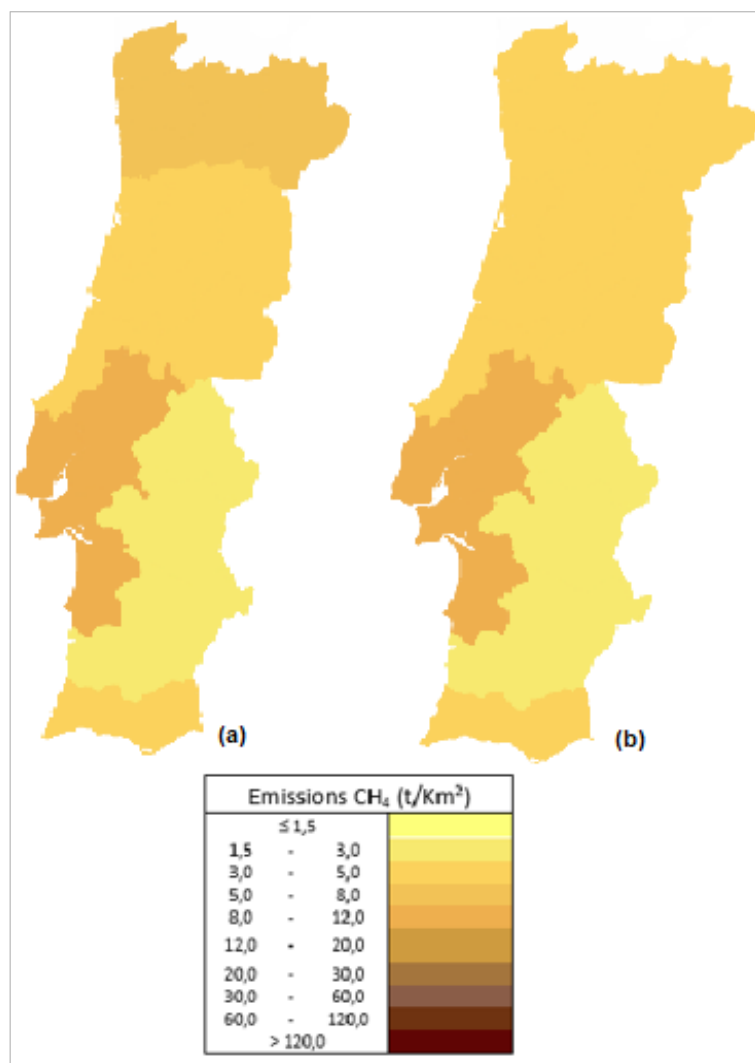 (a)
(b)
Emissions CH₄ (t/Km²)
≤ 1,5
1,5 - 3,0
3,0 - 5,0
5,0 - 8,0
8,0 - 12,0
12,0 - 20,0
20,0 - 30,0
30,0 - 60,0
60,0 - 120,0
> 120,0